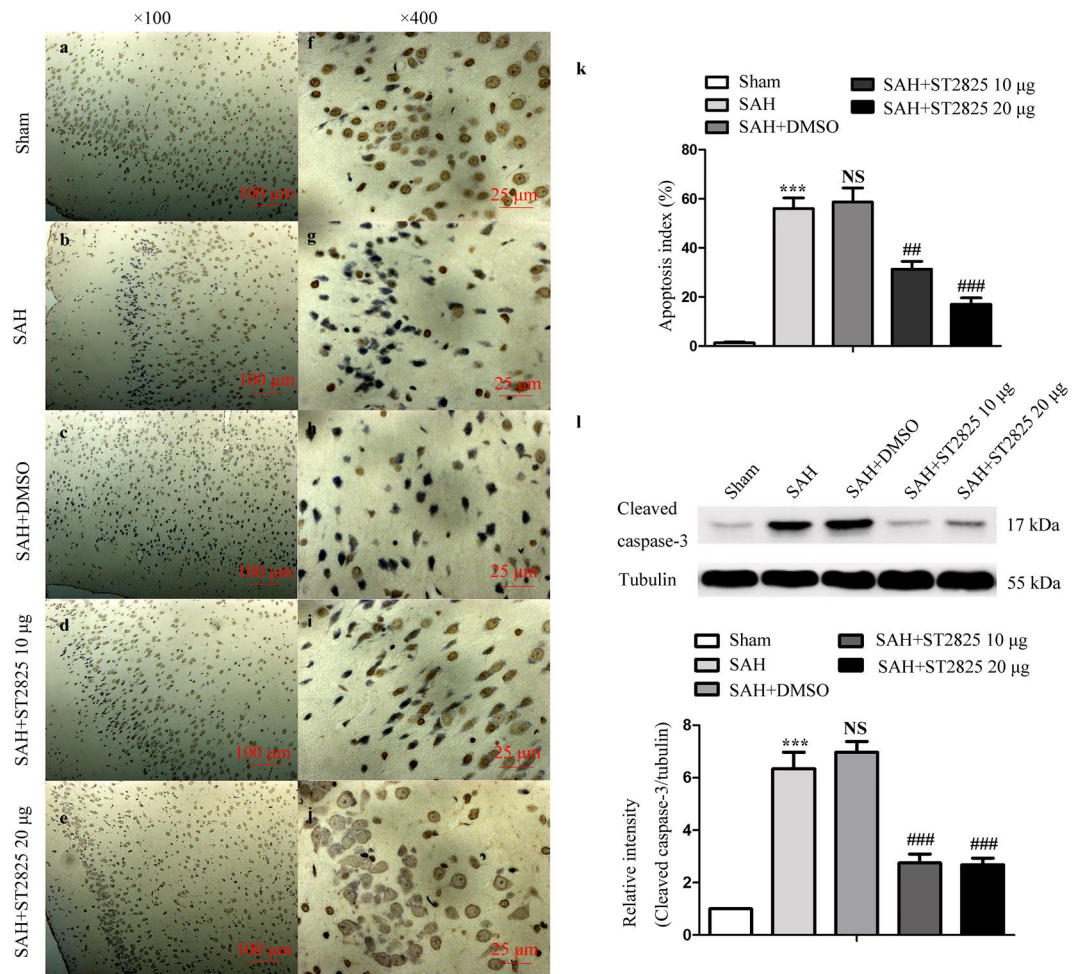 ×100
×400
a
f
Sham
100 μm
25 μm
b
g
SAH
100 μm
25 μm
c
h
SAH+DMSO
100 μm
25 μm
d
i
SAH+ST2825 10 μg
100 μm
25 μm
e
j
SAH+ST2825 20 μg
100 μm
25 μm
k
Sham
SAH
SAH+DMSO
SAH+ST2825 10 μg
SAH+ST2825 20 μg
Apoptosis index (%)
80
60
40
20
0
***
NS
##
###
l
Sham
SAH
SAH+DMSO
SAH+ST2825 10 μg
SAH+ST2825 20 μg
Cleaved
caspase-3
17 kDa
Tubulin
55 kDa
Sham
SAH
SAH+DMSO
SAH+ST2825 10 μg
SAH+ST2825 20 μg
Relative intensity
(Cleaved caspase-3/tubulin)
8
6
4
2
0
***
NS
###
###